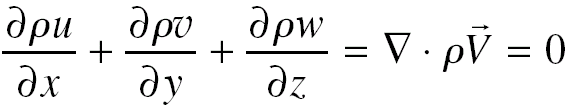 ∂ρu/∂x + ∂ρv/∂y + ∂ρw/∂z = ∇ · ρV⃗ = 0